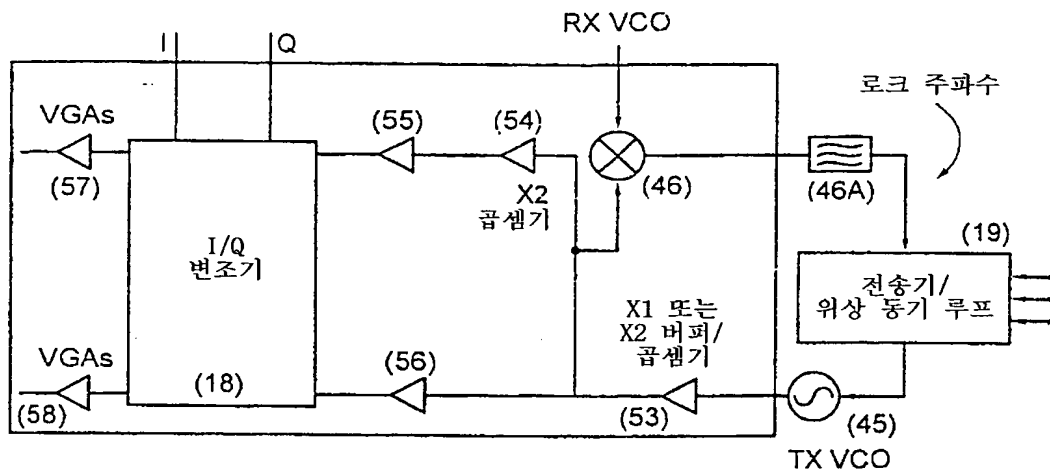 RX VCO
I
Q
로크 주파수
VGAs
(57)
(55)
(54)
X2
곱셈기
(46)
(46A)
I/Q
변조기
(19)
전송기/
위상 동기 루프
X1 또는
X2 버퍼/
곱셈기
VGAs
(58)
(18)
(56)
(53)
(45)
TX VCO